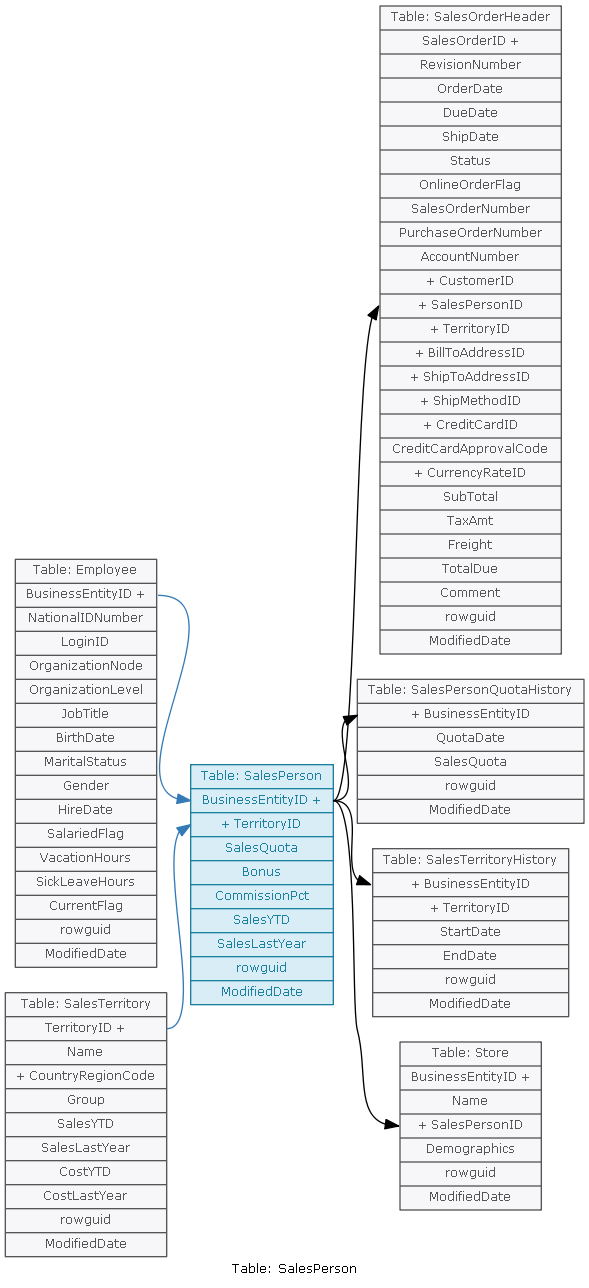 Table: SalesOrderHeader
SalesOrderID +
RevisionNumber
OrderDate
DueDate
ShipDate
Status
OnlineOrderFlag
SalesOrderNumber
PurchaseOrderNumber
AccountNumber
+ CustomerID
+ SalesPersonID
+ TerritoryID
+ BillToAddressID
+ ShipToAddressID
+ ShipMethodID
+ CreditCardID
CreditCardApprovalCode
+ CurrencyRateID
SubTotal
TaxAmt
Freight
TotalDue
Comment
rowguid
ModifiedDate
Table: Employee
BusinessEntityID +
NationalIDNumber
LoginID
OrganizationNode
OrganizationLevel
JobTitle
BirthDate
MaritalStatus
Gender
HireDate
SalariedFlag
VacationHours
SickLeaveHours
CurrentFlag
rowguid
ModifiedDate
Table: SalesPersonQuotaHistory
+ BusinessEntityID
QuotaDate
SalesQuota
rowguid
ModifiedDate
Table: SalesPerson
BusinessEntityID +
+ TerritoryID
SalesQuota
Bonus
CommissionPct
SalesYTD
SalesLastYear
rowguid
ModifiedDate
Table: SalesTerritoryHistory
+ BusinessEntityID
+ TerritoryID
StartDate
EndDate
rowguid
ModifiedDate
Table: SalesTerritory
TerritoryID +
Name
+ CountryRegionCode
Group
SalesYTD
SalesLastYear
CostYTD
CostLastYear
rowguid
ModifiedDate
Table: Store
BusinessEntityID +
Name
+ SalesPersonID
Demographics
rowguid
ModifiedDate
Table: SalesPerson